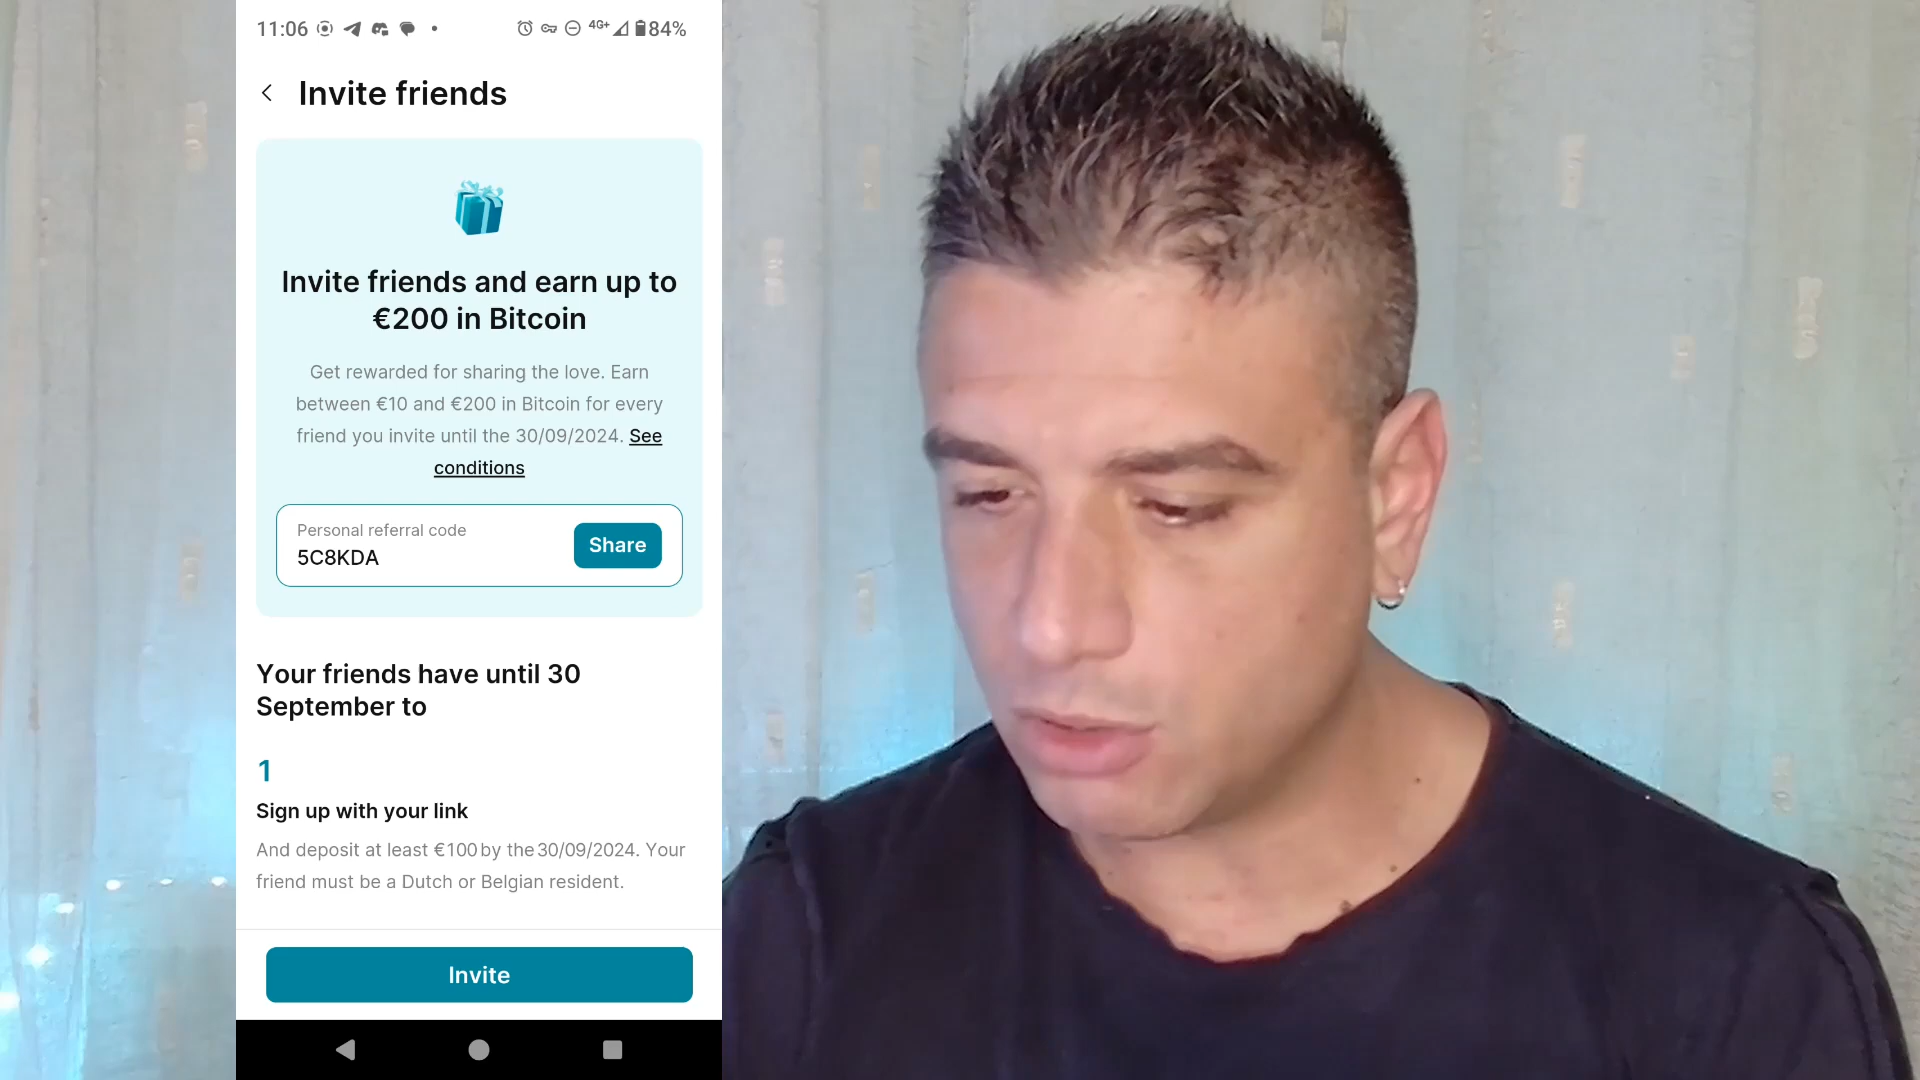 11:06 4G+ 84%
Invite friends
Invite friends and earn up to
€200 in Bitcoin
Get rewarded for sharing the love. Earn
between €10 and €200 in Bitcoin for every
friend you invite until the 30/09/2024. See
conditions
Personal referral code
5C8KDA
Share
Your friends have until 30
September to
1
Sign up with your link
And deposit at least €100 by the 30/09/2024. Your
friend must be a Dutch or Belgian resident.
Invite